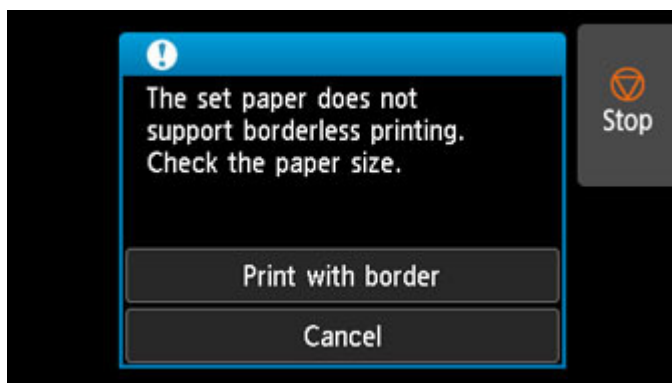 The set paper does not
support borderless printing.
Check the paper size.
Print with border
Cancel
Stop